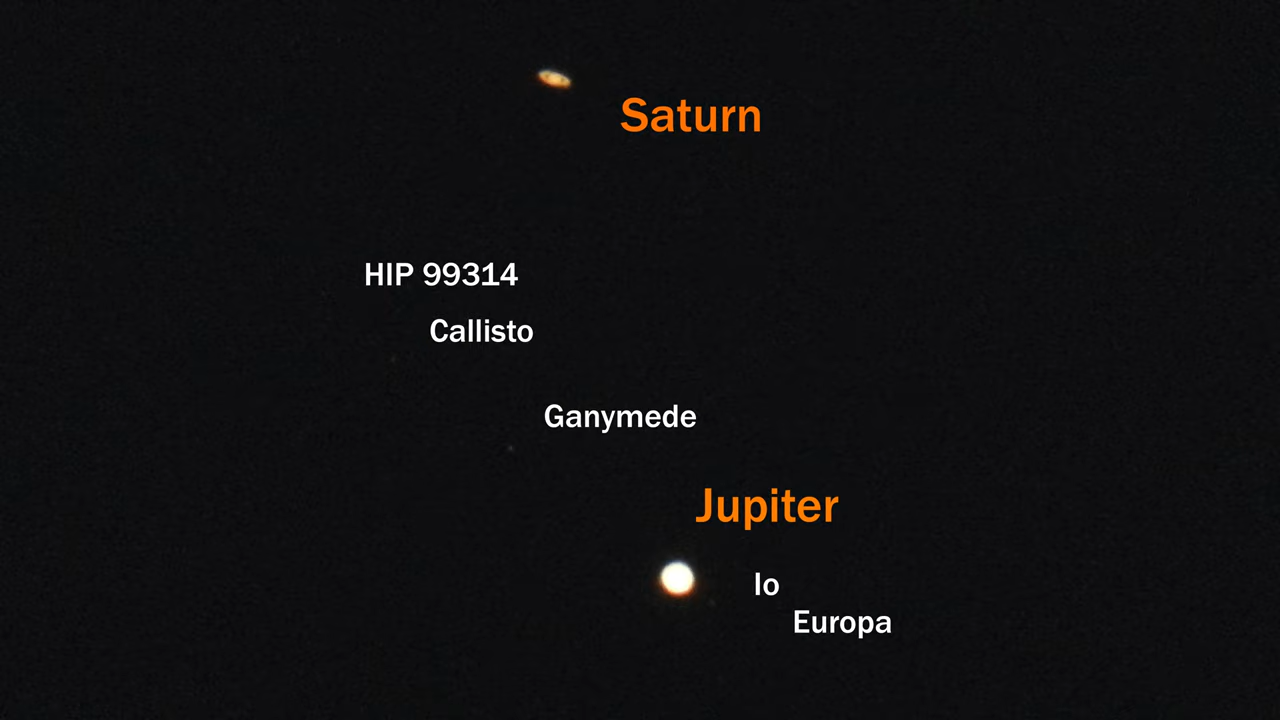 Saturn
HIP 99314
Callisto
Ganymede
Jupiter
Io
Europa